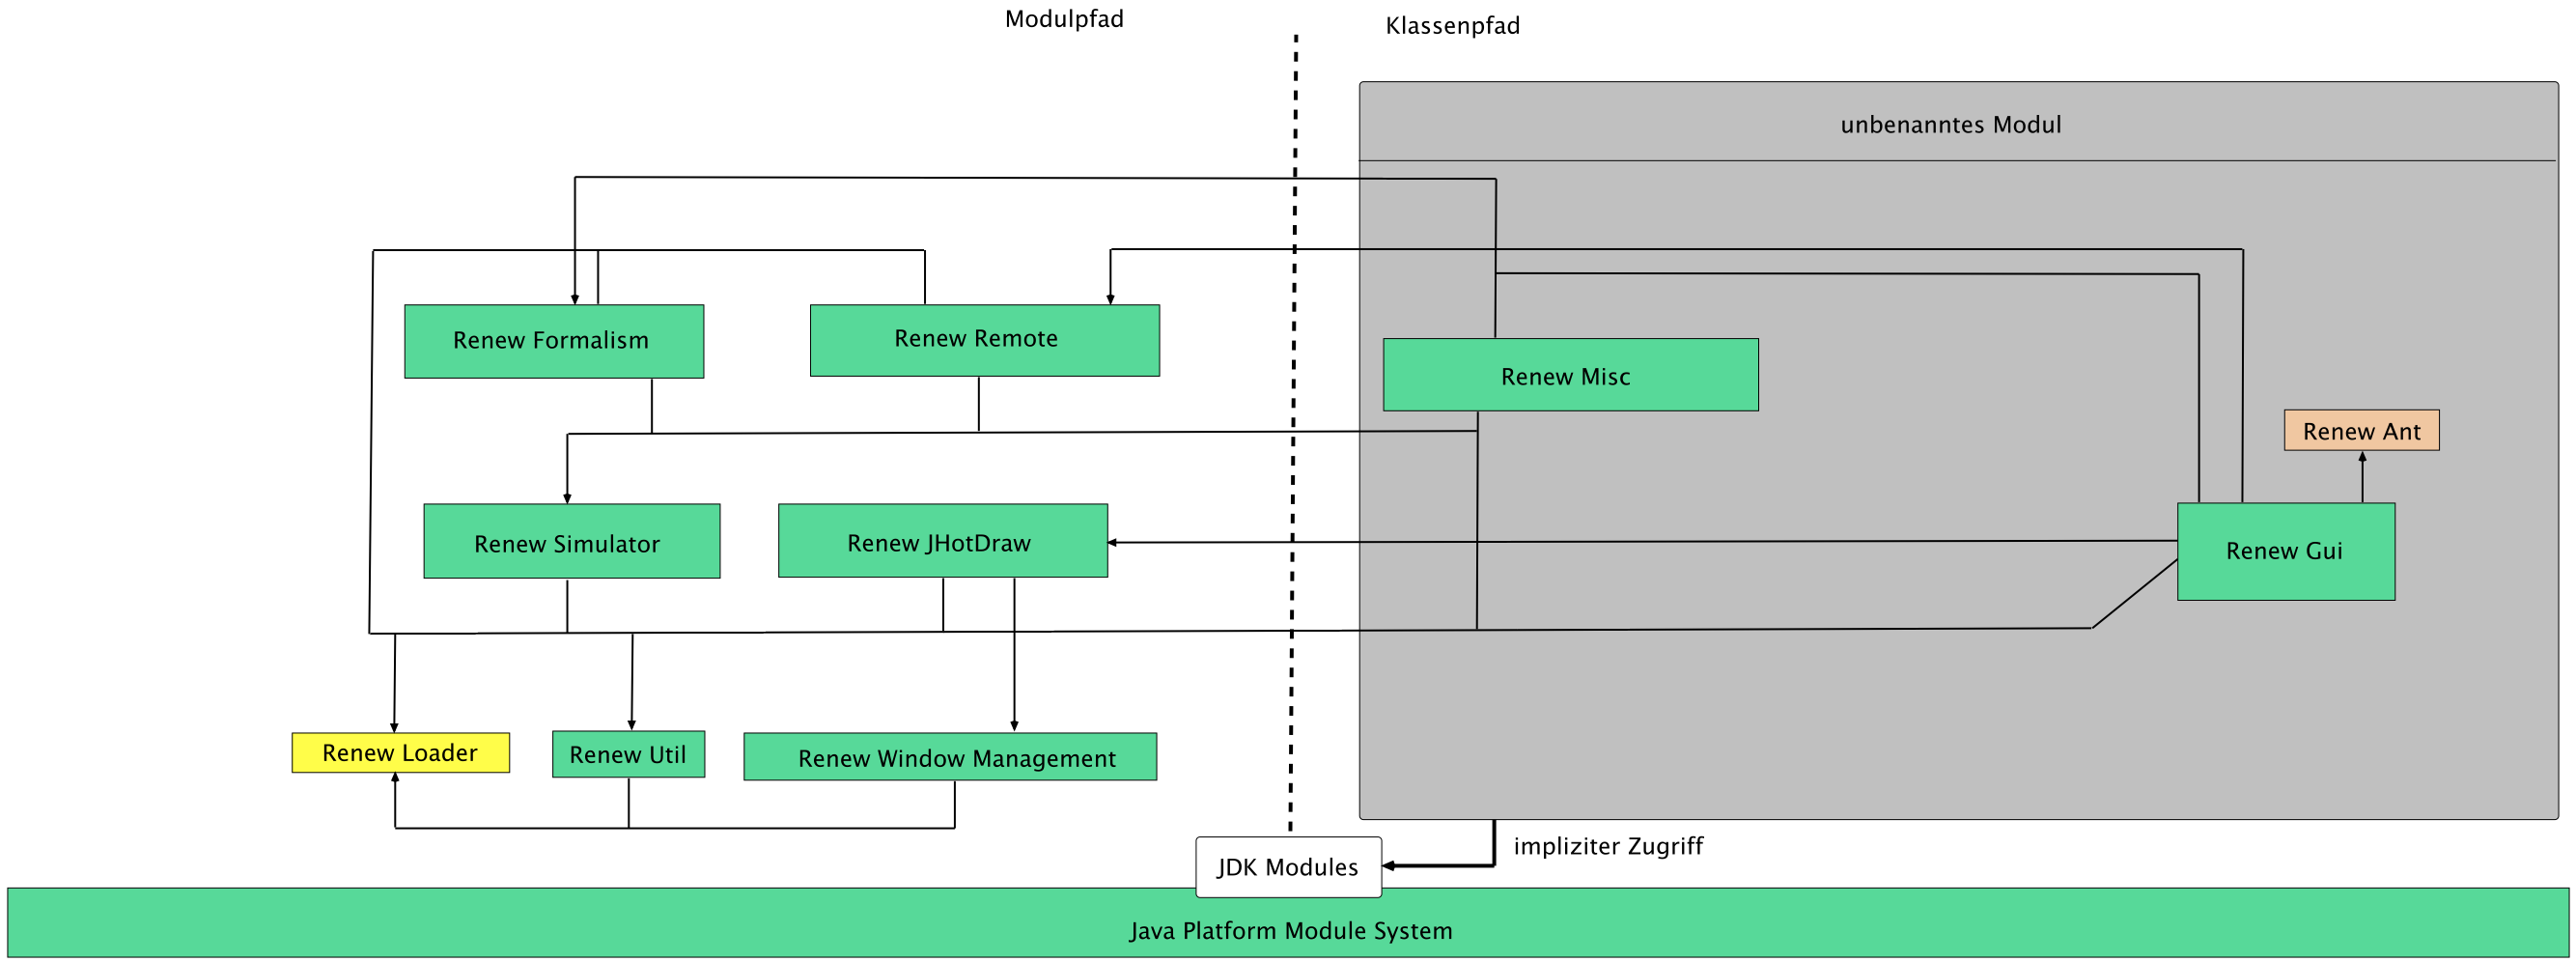 Modulpfad
Klassenpfad
unbenanntes Modul
Renew Formalism
Renew Remote
Renew Misc
Renew Ant
Renew Simulator
Renew JHotDraw
Renew Gui
Renew Loader
Renew Util
Renew Window Management
impliziter Zugriff
JDK Modules
Java Platform Module System